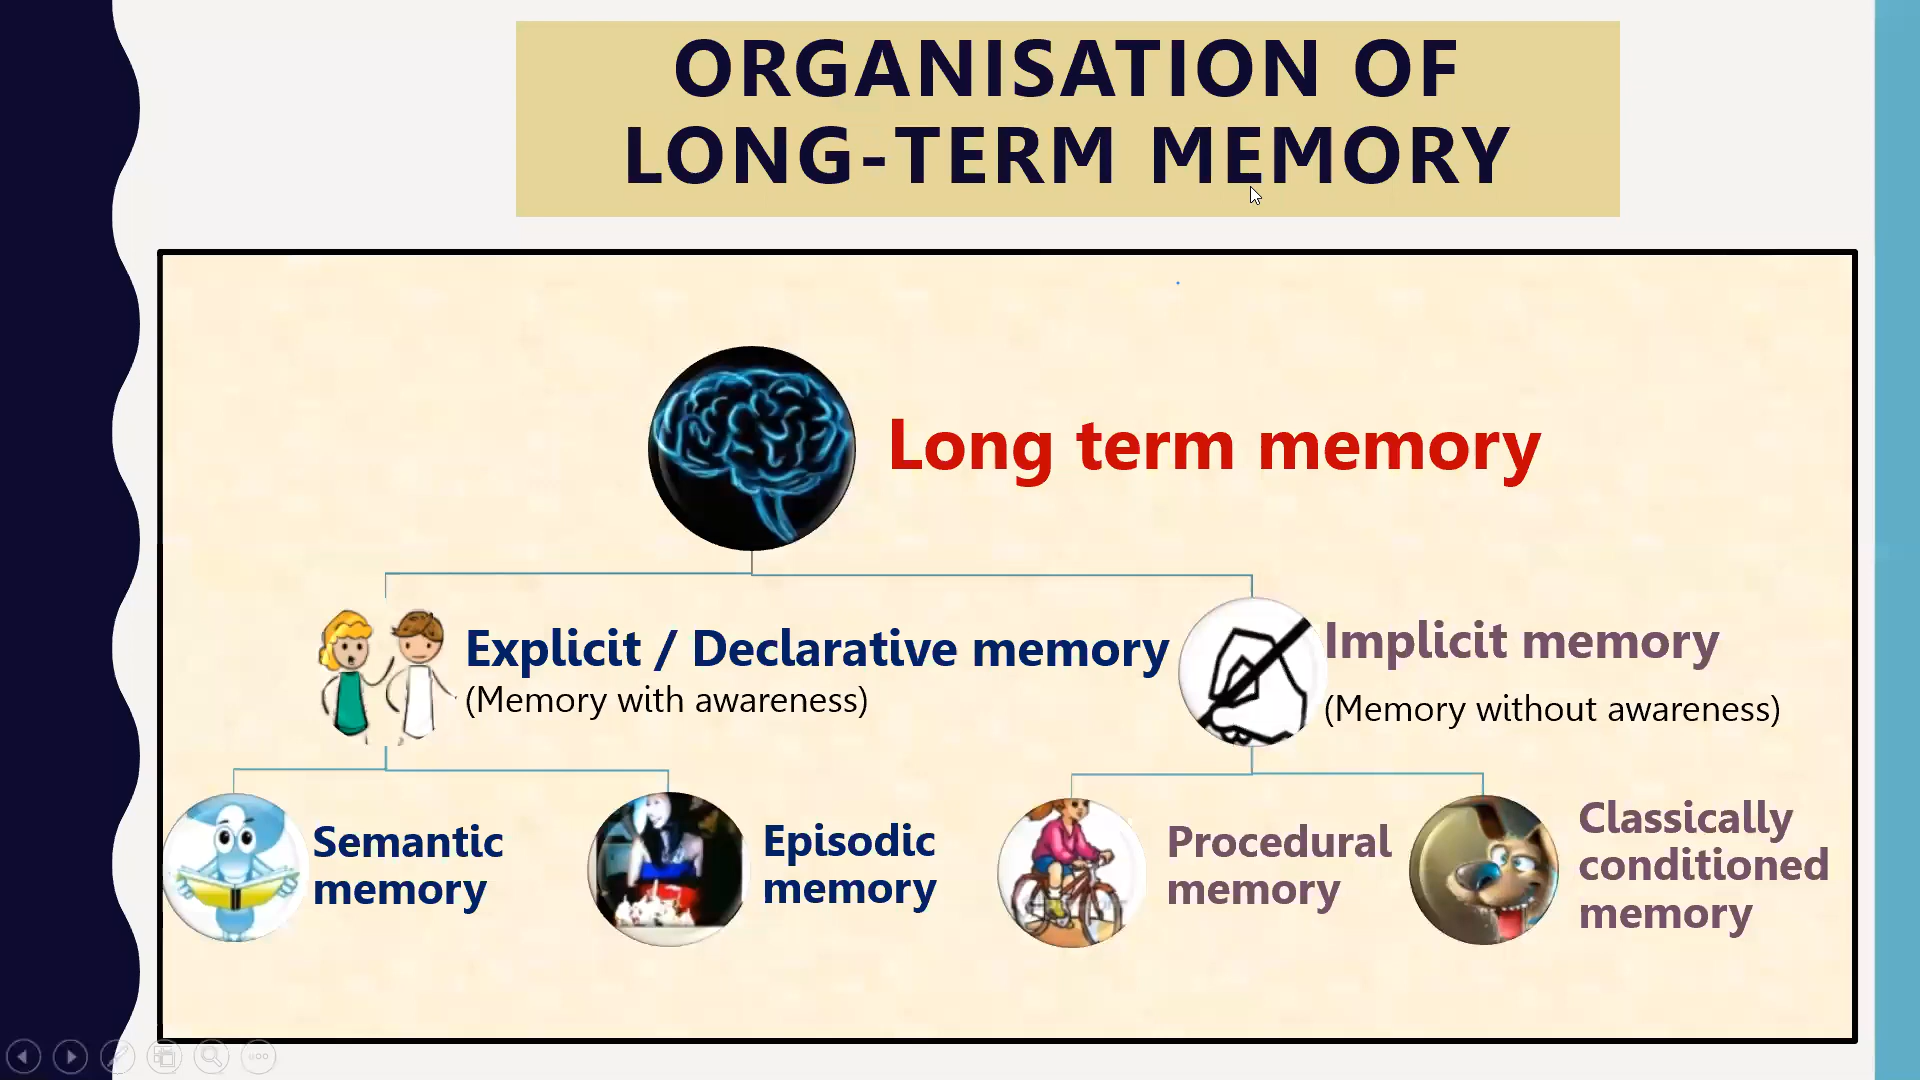 ORGANISATION OF
LONG-TERM MEMORY
Long term memory
Explicit / Declarative memory
(Memory with awareness)
Implicit memory
(Memory without awareness)
Semantic
memory
Episodic
memory
Procedural
memory
Classically
conditioned
memory